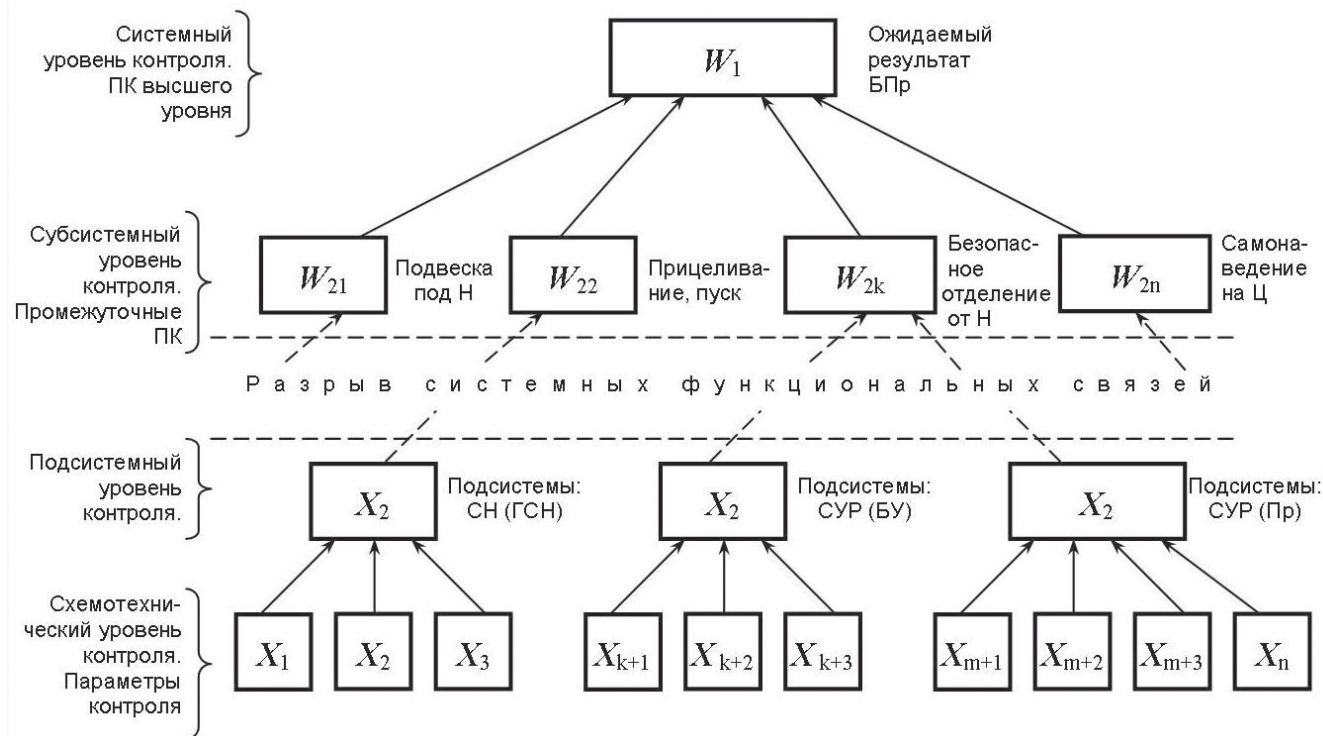 Системный
уровень контроля.
ПК высшего
уровня
W1
Ожидаемый
результат
БПр
Субсистемный
уровень
контроля.
Промежуточные
ПК
W21
Подвеска
под Н
W22
Прицелива-
ние, пуск
W2k
Безопас-
ное
отделение
от Н
W2n
Самона-
ведение
на Ц
Разрыв системных функциональных связей
Подсистемный
уровень
контроля.
X2
Подсистемы:
СН (ГСН)
X2
Подсистемы:
СУР (БУ)
X2
Подсистемы:
СУР (Пр)
Схемотехни-
ческий уровень
контроля.
Параметры
контроля
X1
X2
X3
Xk+1
Xk+2
Xk+3
Xm+1
Xm+2
Xm+3
Xn